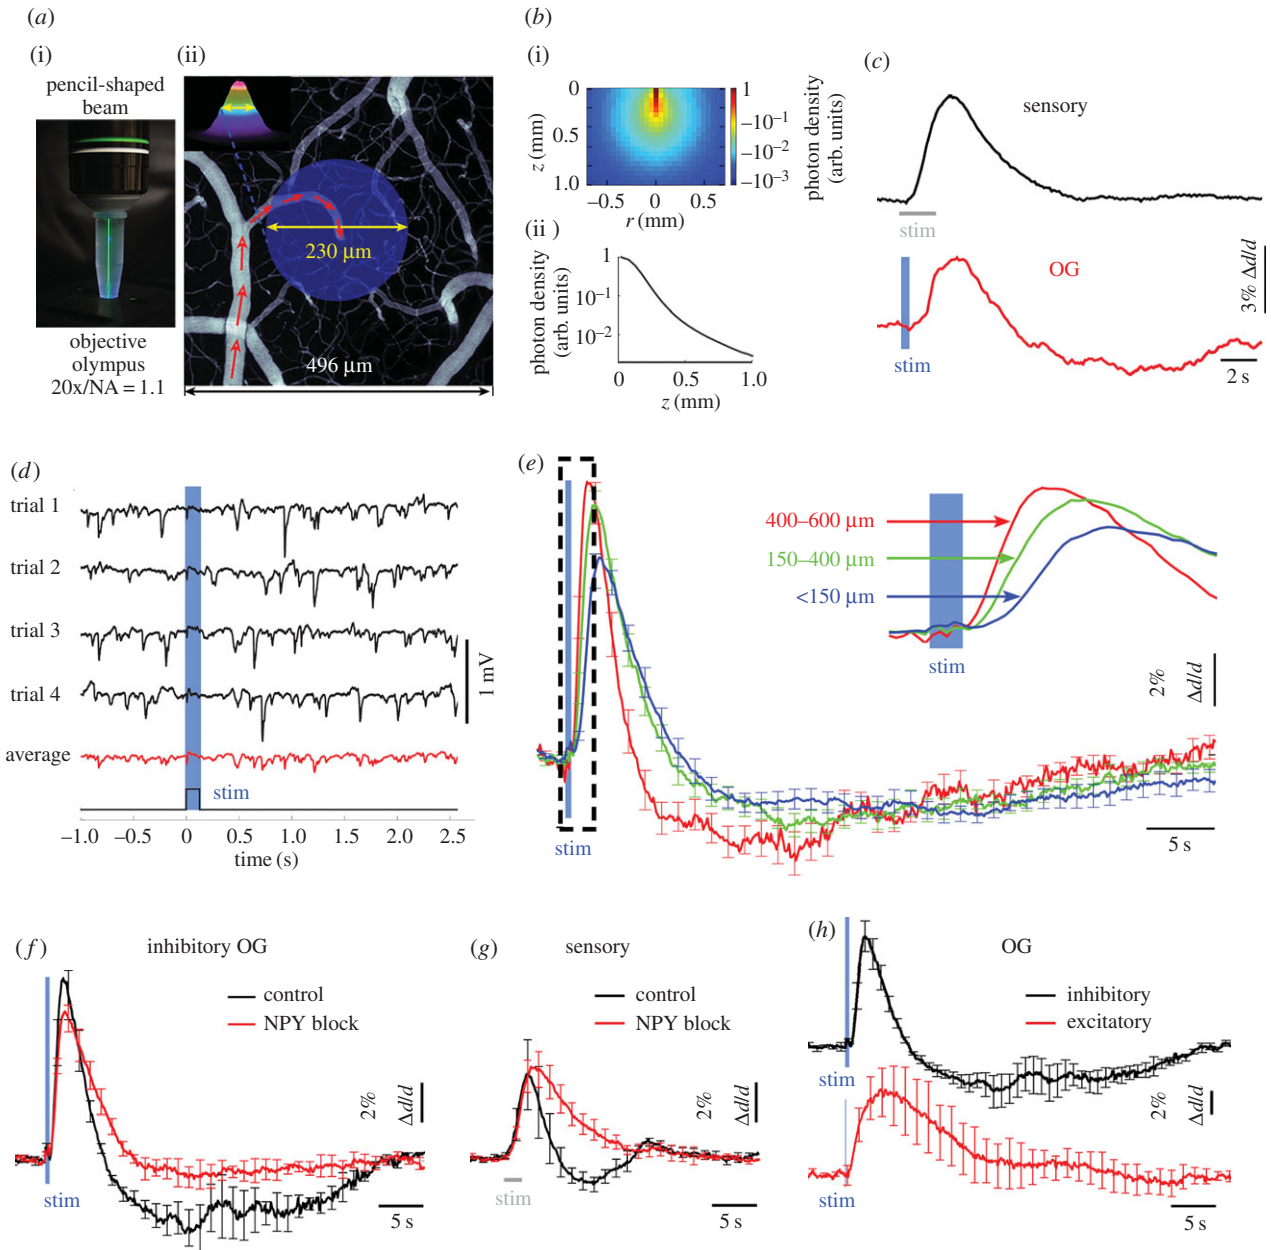 (a)
(i)
pencil-shaped
beam
objective
olympus
20x/NA = 1.1
(ii)
230 µm
496 µm
(b)
(i)
0
0.5
1.0
z (mm)
−0.5
0
0.5
r (mm)
1
−10⁻¹
−10⁻²
−10⁻³
photon density
(arb. units)
(ii )
1
10⁻¹
10⁻²
photon density
(arb. units)
0
0.5
1.0
z (mm)
(c)
sensory
stim
OG
stim
3% Δd/d
2 s
(d)
trial 1
trial 2
trial 3
trial 4
average
stim
1 mV
−1.0
−0.5
0
0.5
1.0
1.5
2.0
2.5
time (s)
(e)
400–600 µm
150–400 µm
<150 µm
stim
2%
Δd/d
stim
5 s
(f)
inhibitory OG
control
NPY block
2%
Δd/d
stim
5 s
(g)
sensory
control
NPY block
2%
Δd/d
stim
5 s
(h)
OG
inhibitory
excitatory
stim
2%
Δd/d
stim
5 s